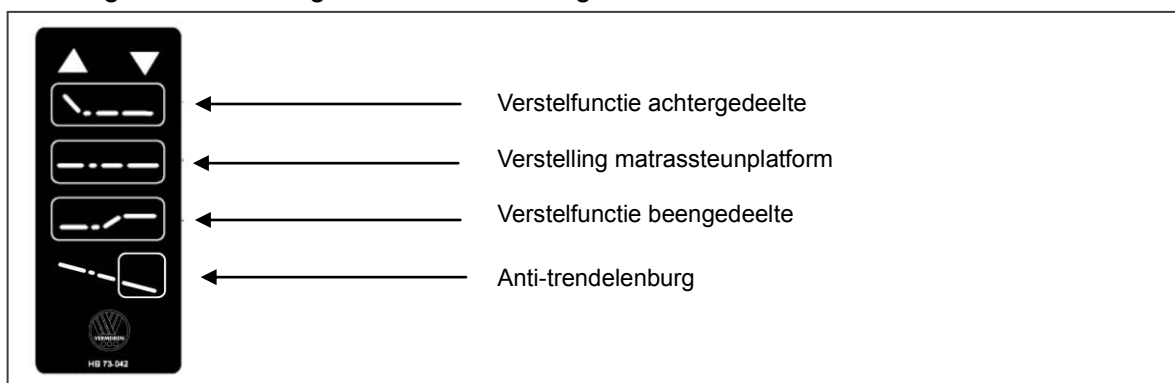 Verstelfunctie achtergedeelte
Verstelling matrassteunplatform
Verstelfunctie beengedeelte
Anti-trendelenburg
VERMEIREN
HB 73-042